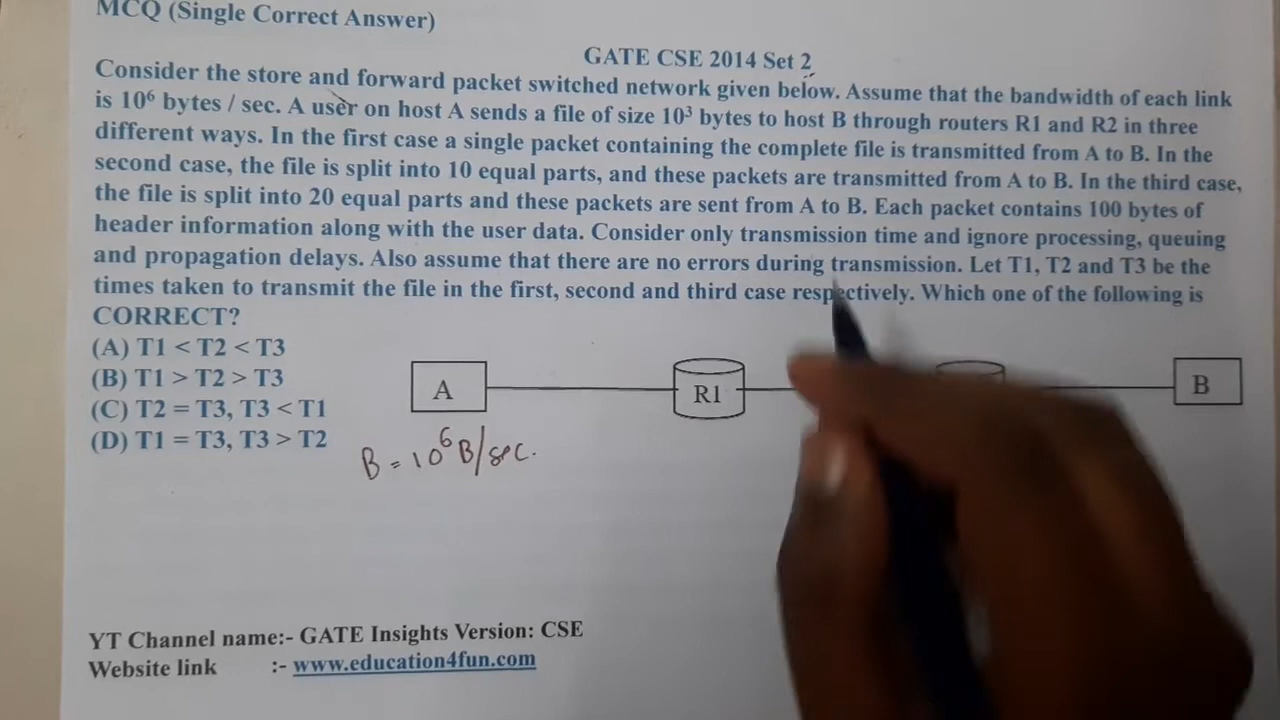 MCQ (Single Correct Answer)
GATE CSE 2014 Set 2
Consider the store and forward packet switched network given below. Assume that the bandwidth of each link
is 10⁶ bytes / sec. A user on host A sends a file of size 10³ bytes to host B through routers R1 and R2 in three
different ways. In the first case a single packet containing the complete file is transmitted from A to B. In the
second case, the file is split into 10 equal parts, and these packets are transmitted from A to B. In the third case,
the file is split into 20 equal parts and these packets are sent from A to B. Each packet contains 100 bytes of
header information along with the user data. Consider only transmission time and ignore processing, queuing
and propagation delays. Also assume that there are no errors during transmission. Let T1, T2 and T3 be the
times taken to transmit the file in the first, second and third case respectively. Which one of the following is
CORRECT?
(A) T1 < T2 < T3
(B) T1 > T2 > T3
(C) T2 = T3, T3 < T1
(D) T1 = T3, T3 > T2
A
R1
B
B = 10⁶ B/sec.
YT Channel name:- GATE Insights Version: CSE
Website link :- www.education4fun.com